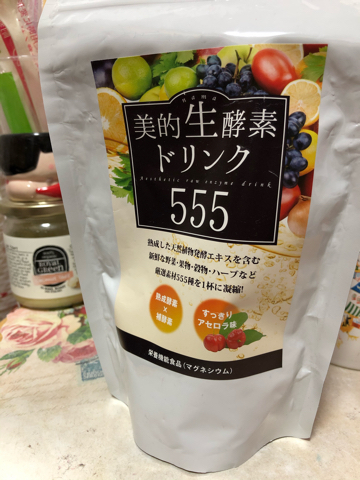 nama
美的生酵素
ドリンク
Aesthetic raw enzyme drink
555
熟成した天然植物発酵エキスを含む
新鮮な野菜・果物・穀物・ハーブなど
厳選素材555種を1杯に凝縮!
熟成酵素
×
補酵素
すっきり
アセロラ味
栄養機能食品(マグネシウム)
ROYAL
GREEN